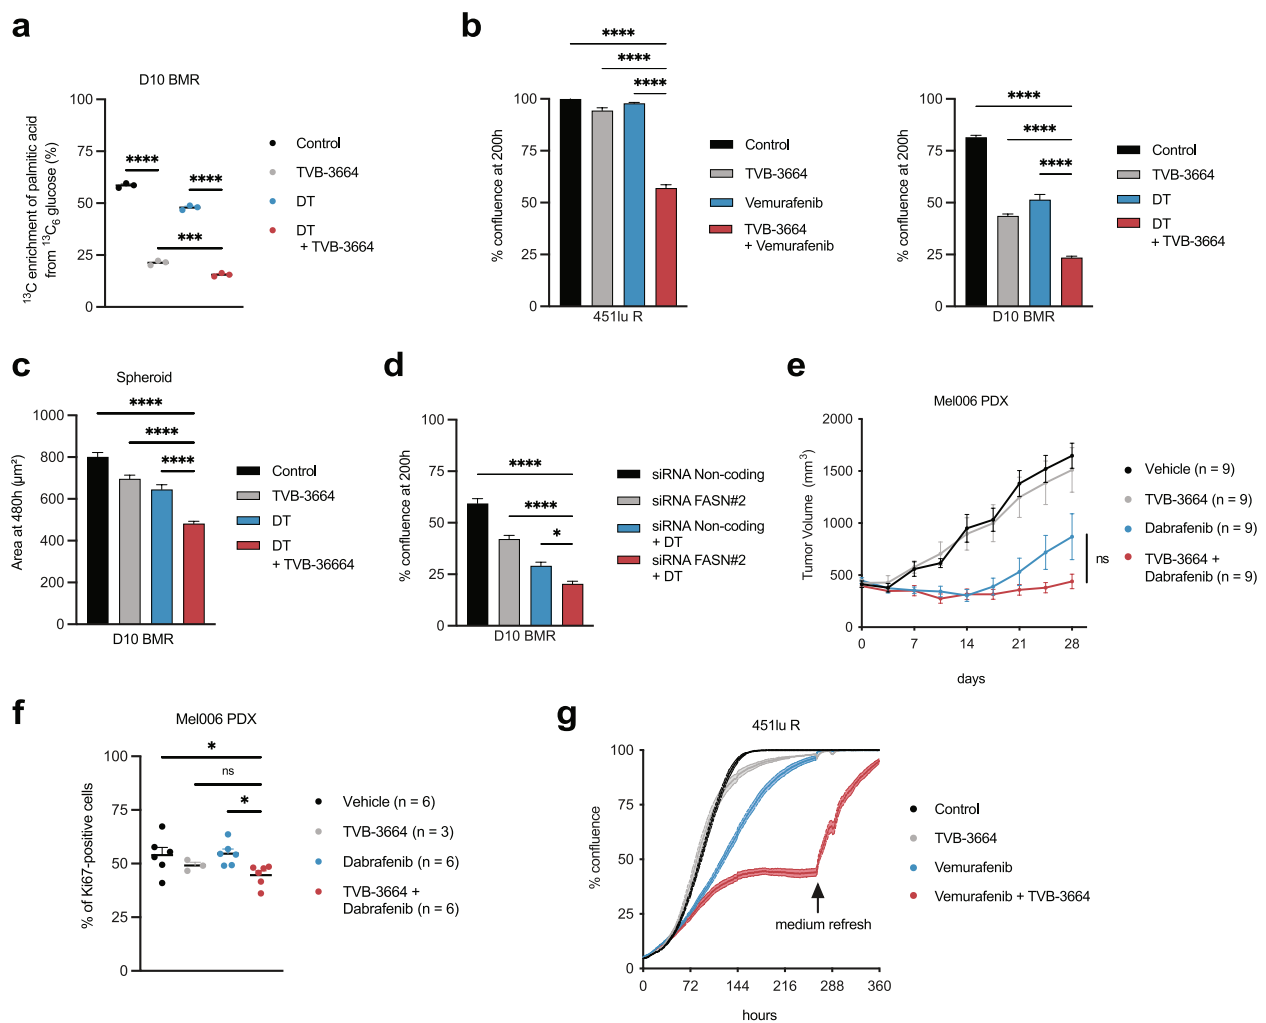 a
D10 BMR
¹³C enrichment of palmitic acid
from ¹³C₆ glucose (%)
100
75
50
25
0
****
****
***
Control
TVB-3664
DT
DT
+ TVB-3664
b
% confluence at 200h
100
75
50
25
0
****
****
****
451lu R
Control
TVB-3664
Vemurafenib
TVB-3664
+ Vemurafenib
% confluence at 200h
100
75
50
25
0
****
****
****
D10 BMR
Control
TVB-3664
DT
DT
+ TVB-3664
c
Spheroid
Area at 480h (µm²)
1000
800
600
400
200
0
****
****
****
D10 BMR
Control
TVB-3664
DT
DT
+ TVB-36664
d
% confluence at 200h
100
75
50
25
0
****
****
*
D10 BMR
siRNA Non-coding
siRNA FASN#2
siRNA Non-coding
+ DT
siRNA FASN#2
+ DT
e
Mel006 PDX
Tumor Volume (mm³)
2000
1500
1000
500
0
0
7
14
21
28
days
ns
Vehicle (n = 9)
TVB-3664 (n = 9)
Dabrafenib (n = 9)
TVB-3664 +
Dabrafenib (n = 9)
f
Mel006 PDX
% of Ki67-positive cells
100
75
50
25
0
*
ns
*
Vehicle (n = 6)
TVB-3664 (n = 3)
Dabrafenib (n = 6)
TVB-3664 +
Dabrafenib (n = 6)
g
451lu R
% confluence
100
75
50
25
0
0
72
144
216
288
360
hours
medium refresh
Control
TVB-3664
Vemurafenib
Vemurafenib + TVB-3664